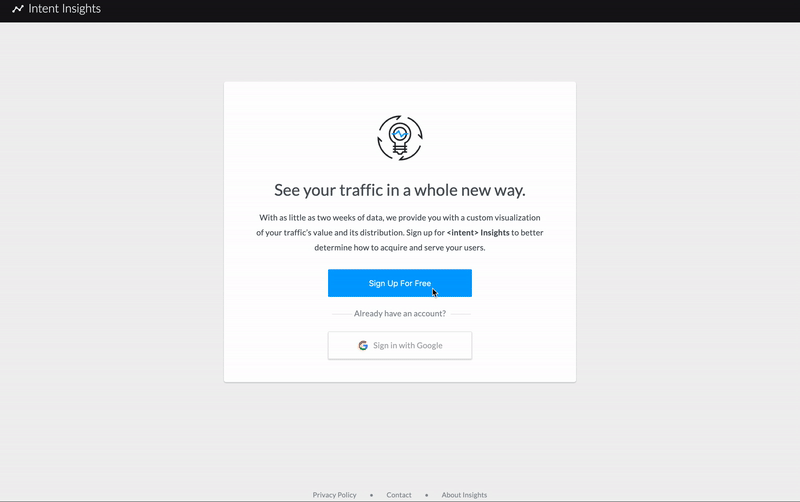 Intent Insights
See your traffic in a whole new way.
With as little as two weeks of data, we provide you with a custom visualization
of your traffic's value and its distribution. Sign up for <intent> Insights to better
determine how to acquire and serve your users.
Sign Up For Free
Already have an account?
Sign in with Google
Privacy Policy • Contact • About Insights